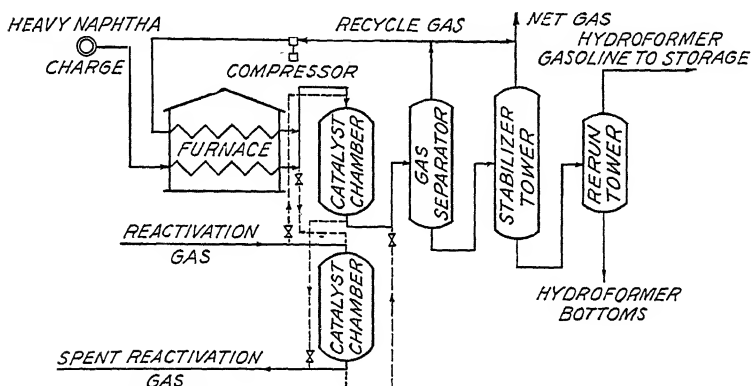 HEAVY NAPHTHA
CHARGE
RECYCLE GAS
NET GAS
HYDROFORMER
GASOLINE TO STORAGE
COMPRESSOR
FURNACE
CATALYST
CHAMBER
GAS
SEPARATOR
STABILIZER
TOWER
RERUN
TOWER
REACTIVATION
GAS
CATALYST
CHAMBER
HYDROFORMER
BOTTOMS
SPENT REACTIVATION
GAS